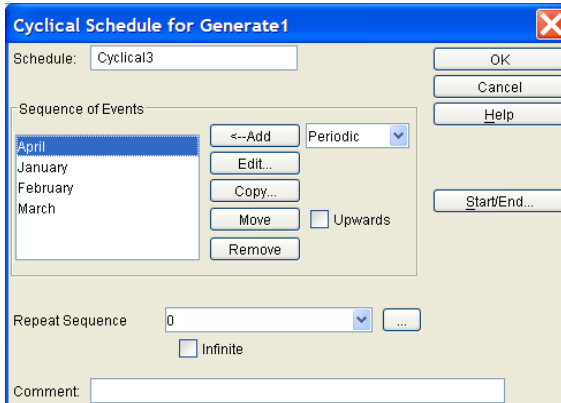 Cyclical Schedule for Generate1
Schedule: Cyclical3
OK
Cancel
Help
Sequence of Events
<--Add Periodic
April
Edit...
January
February
Copy...
March
Move Upwards
Start/End...
Remove
Repeat Sequence 0 ...
Infinite
Comment: